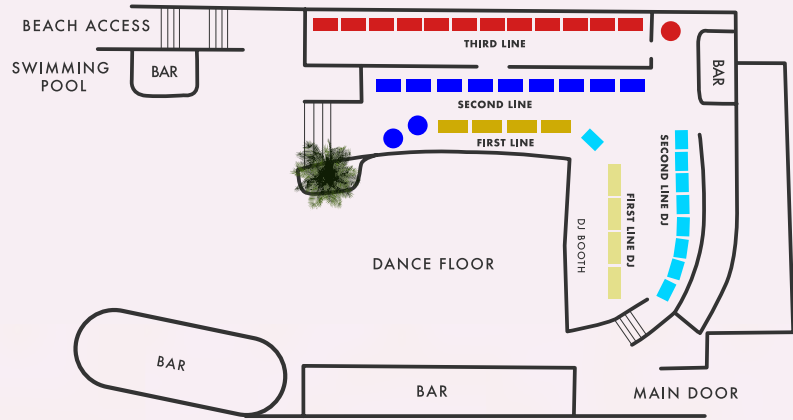 BEACH ACCESS
SWIMMING
POOL
BAR
THIRD LINE
BAR
SECOND LINE
FIRST LINE
SECOND LINE DJ
FIRST LINE DJ
DJ BOOTH
DANCE FLOOR
BAR
BAR
MAIN DOOR